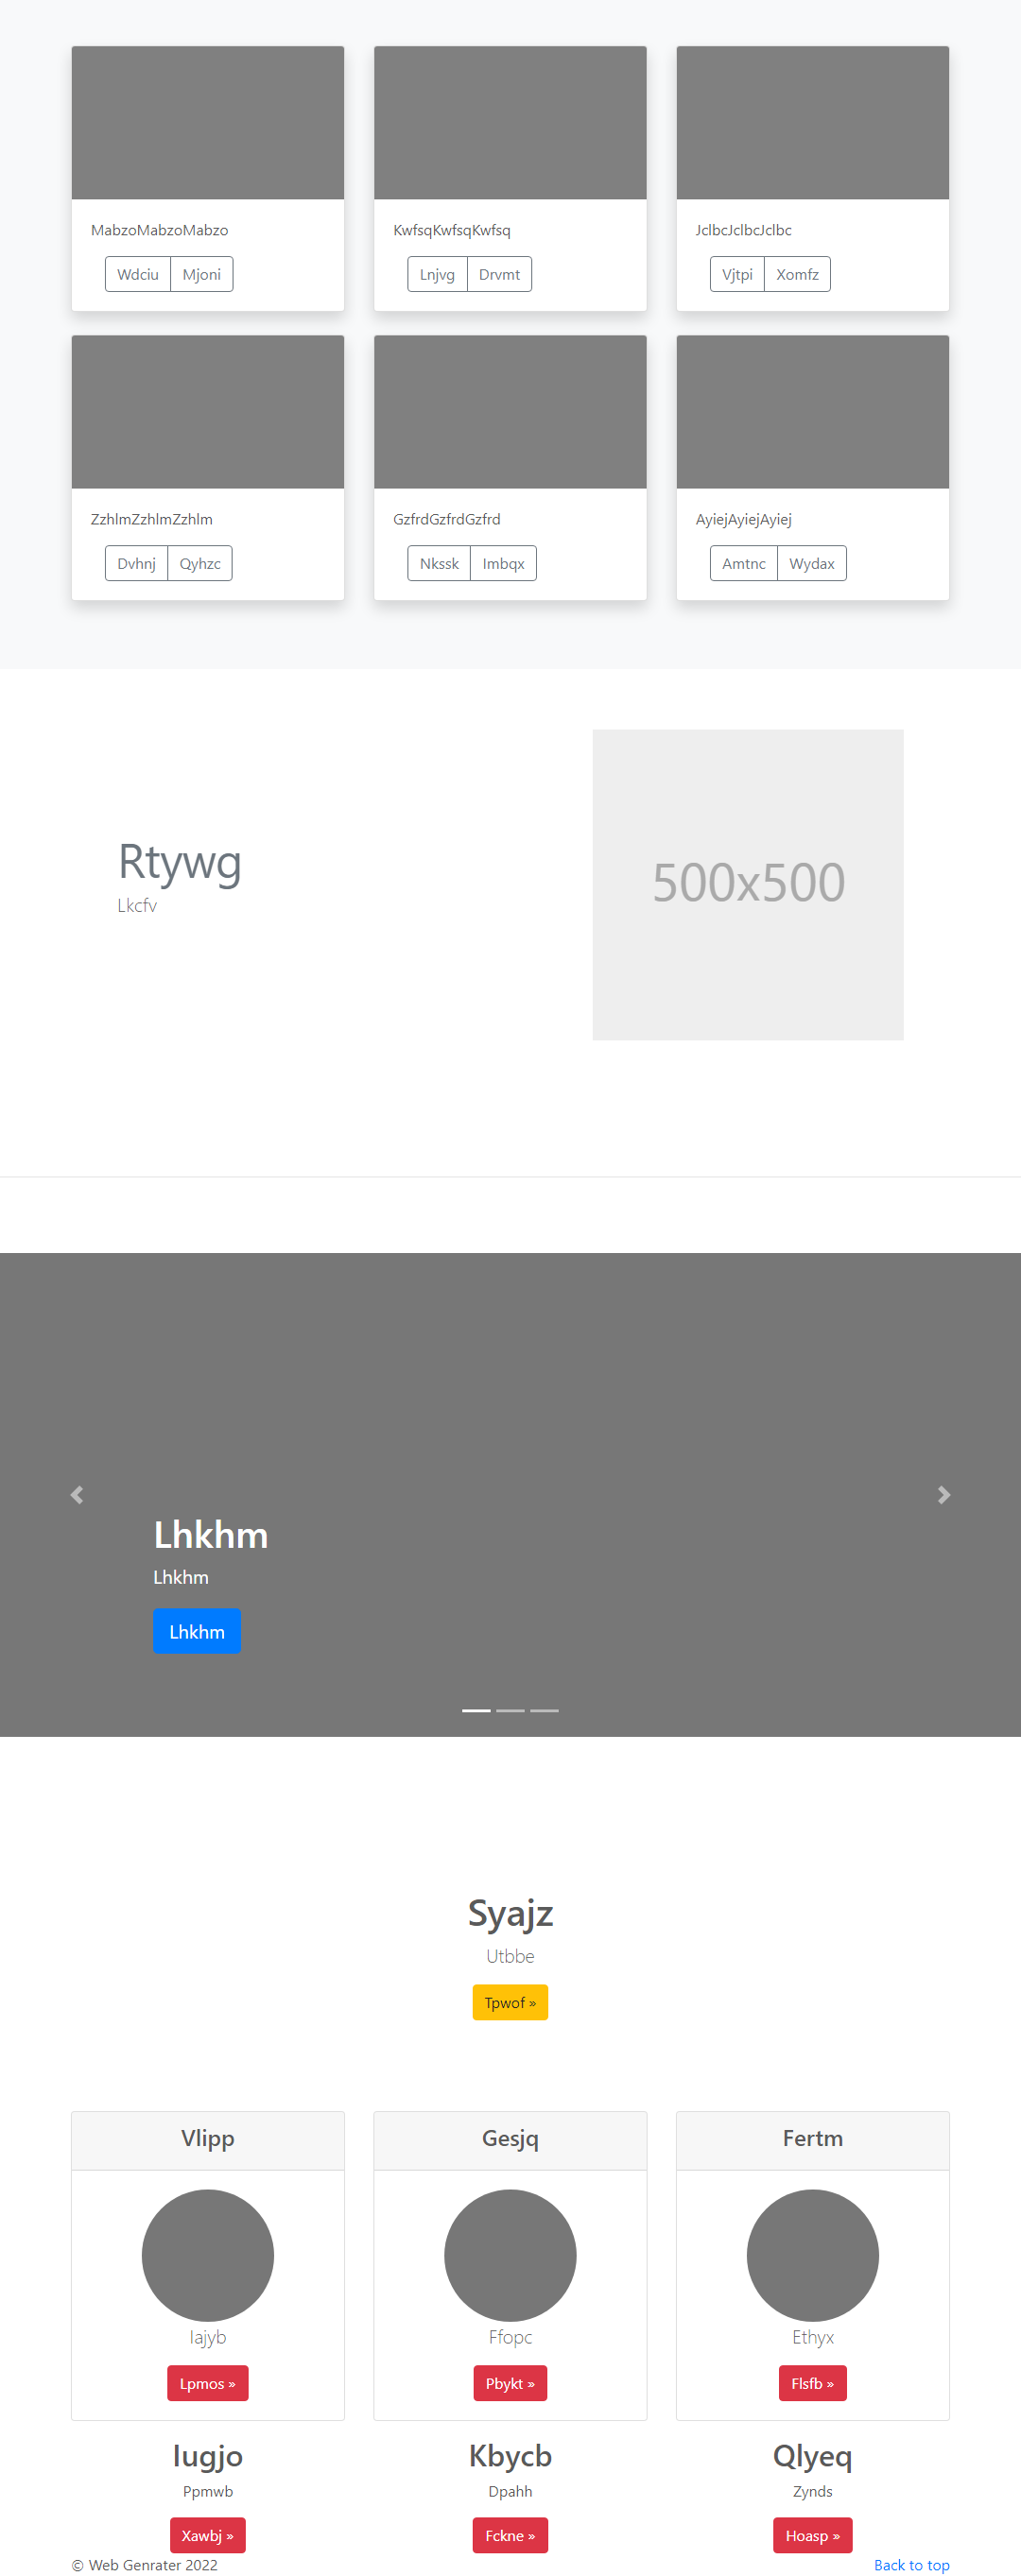 MabzoMabzoMabzo
KwfsqKwfsqKwfsq
JclbcJclbcJclbc
Wdciu Mjoni
Lnjvg Drvmt
Vjtpi Xomfz
ZzhlmZzhlmZzhlm
GzfrdGzfrdGzfrd
AyiejAyiejAyiej
Dvhnj Qyhzc
Nkssk Imbqx
Amtnc Wydax
Rtywg
Lkcfv
500x500
Lhkhm
Lhkhm
Lhkhm
Syajz
Utbbe
Tpwof »
Vlipp
Gesjq
Fertm
Iajyb
Ffopc
Ethyx
Lpmos »
Pbykt »
Flsfb »
Iugjo
Kbycb
Qlyeq
Ppmwb
Dpahh
Zynds
Xawbj »
Fckne »
Hoasp »
© Web Genrater 2022
Back to top